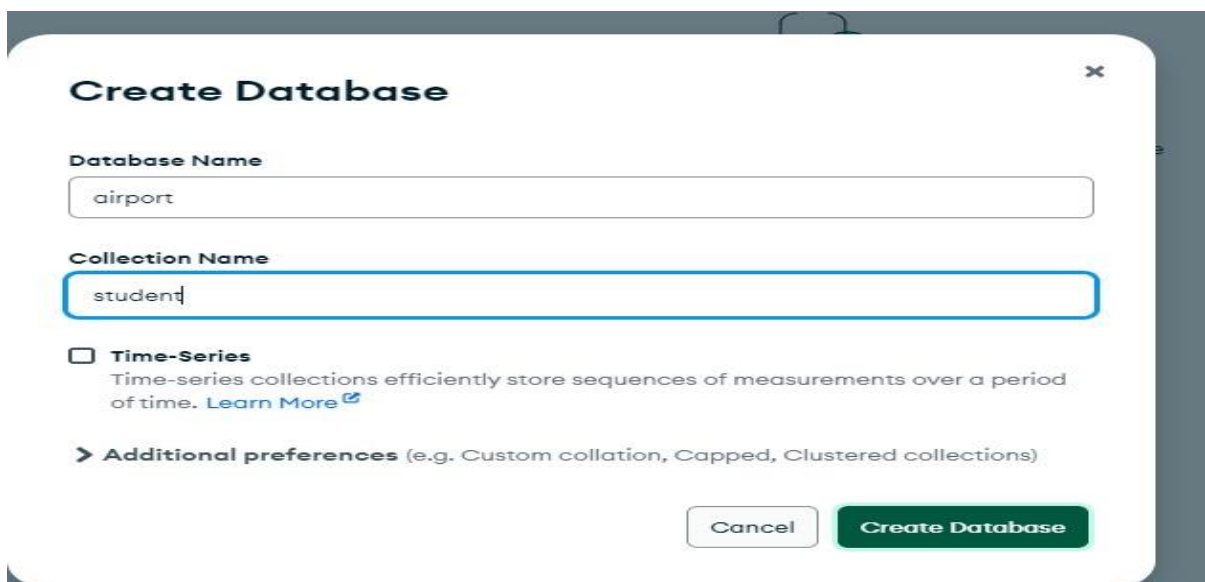 Create Database
Database Name
airport
Collection Name
student
Time-Series
Time-series collections efficiently store sequences of measurements over a period
of time. Learn More
Additional preferences (e.g. Custom collation, Capped, Clustered collections)
Cancel Create Database